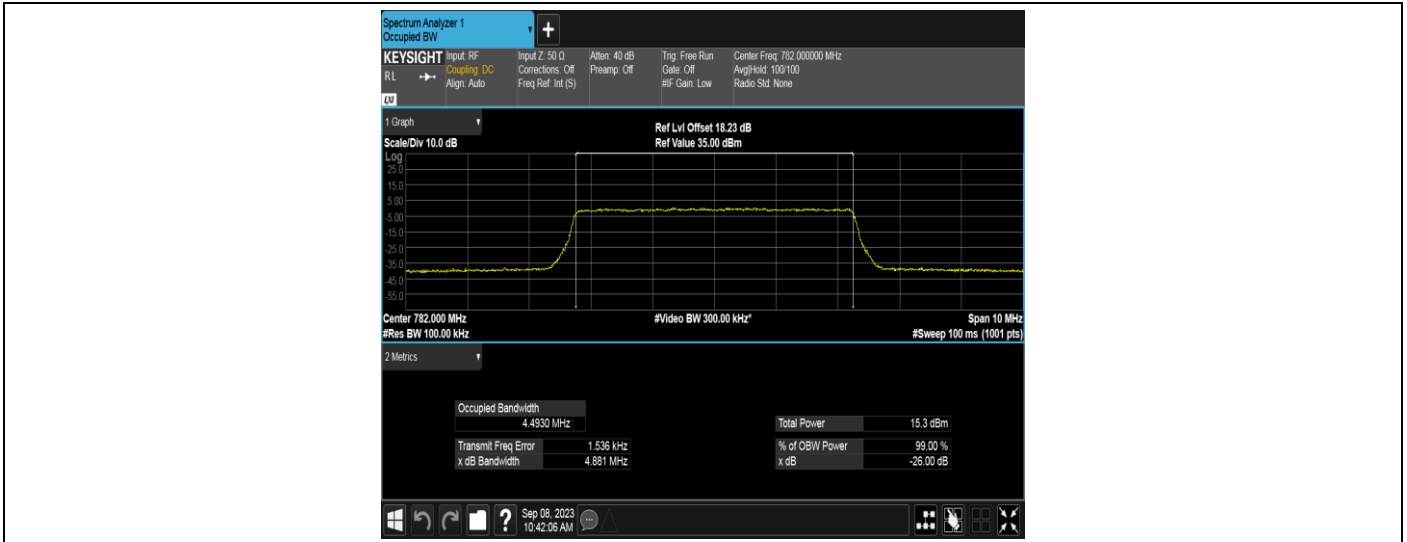 Spectrum Analyzer 1
Occupied BW
+
KEYSIGHT Input: RF Input Z: 50 Ω Atten: 40 dB Trig: Free Run Center Freq: 782.000000 MHz
RL Coupling: DC Corrections: Off Preamp: Off Gate: Off Avg|Hold: 100/100
Align: Auto Freq Ref: Int (S) #IF Gain: Low Radio Std: None
LXI
1 Graph Ref Lvl Offset 18.23 dB
Scale/Div 10.0 dB Ref Value 35.00 dBm
Log
25.0
15.0
5.00
-5.00
-15.0
-25.0
-35.0
-45.0
-55.0
Center 782.000 MHz #Video BW 300.00 kHz* Span 10 MHz
#Res BW 100.00 kHz #Sweep 100 ms (1001 pts)
2 Metrics
Occupied Bandwidth
4.4930 MHz Total Power 15.3 dBm
Transmit Freq Error 1.536 kHz % of OBW Power 99.00 %
x dB Bandwidth 4.881 MHz x dB -26.00 dB
? Sep 08, 2023
10:42:06 AM